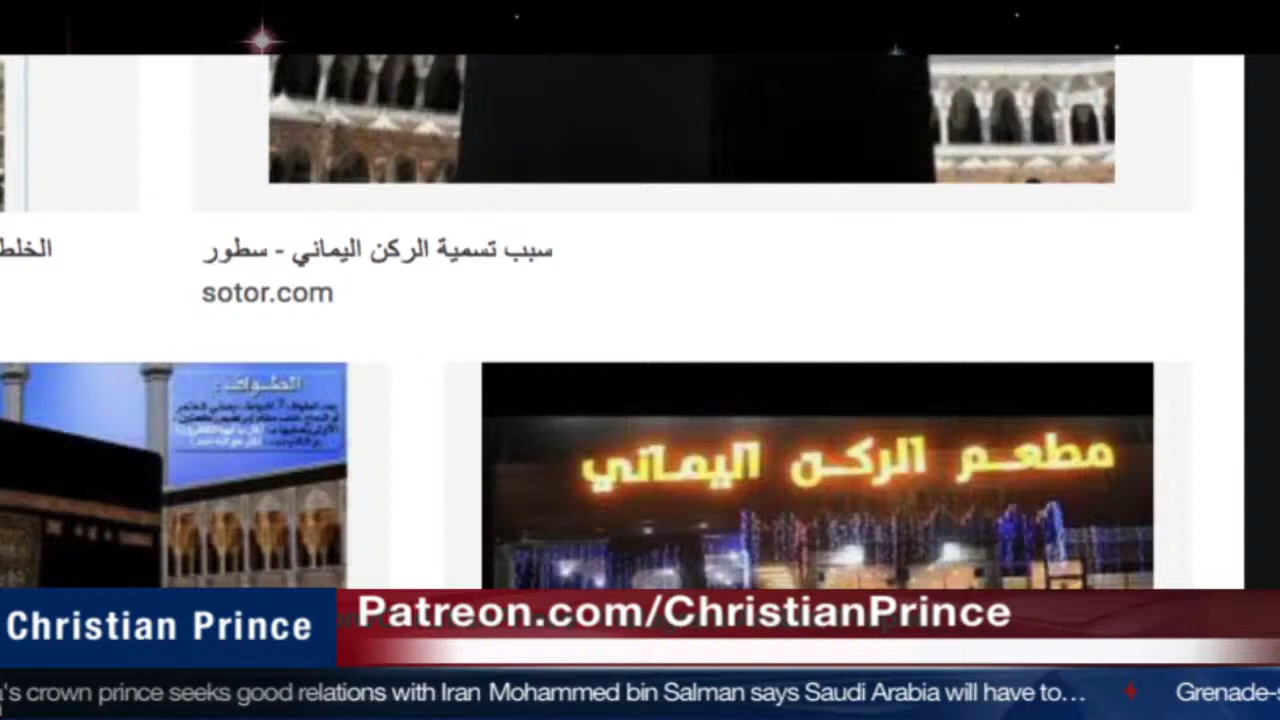 الخلط
سبب تسمية الركن اليماني - سطور
sotor.com
الطواف :
مطعم الركن اليماني
Christian Prince
Patreon.com/ChristianPrince
's crown prince seeks good relations with Iran Mohammed bin Salman says Saudi Arabia will have to…
Grenade-s